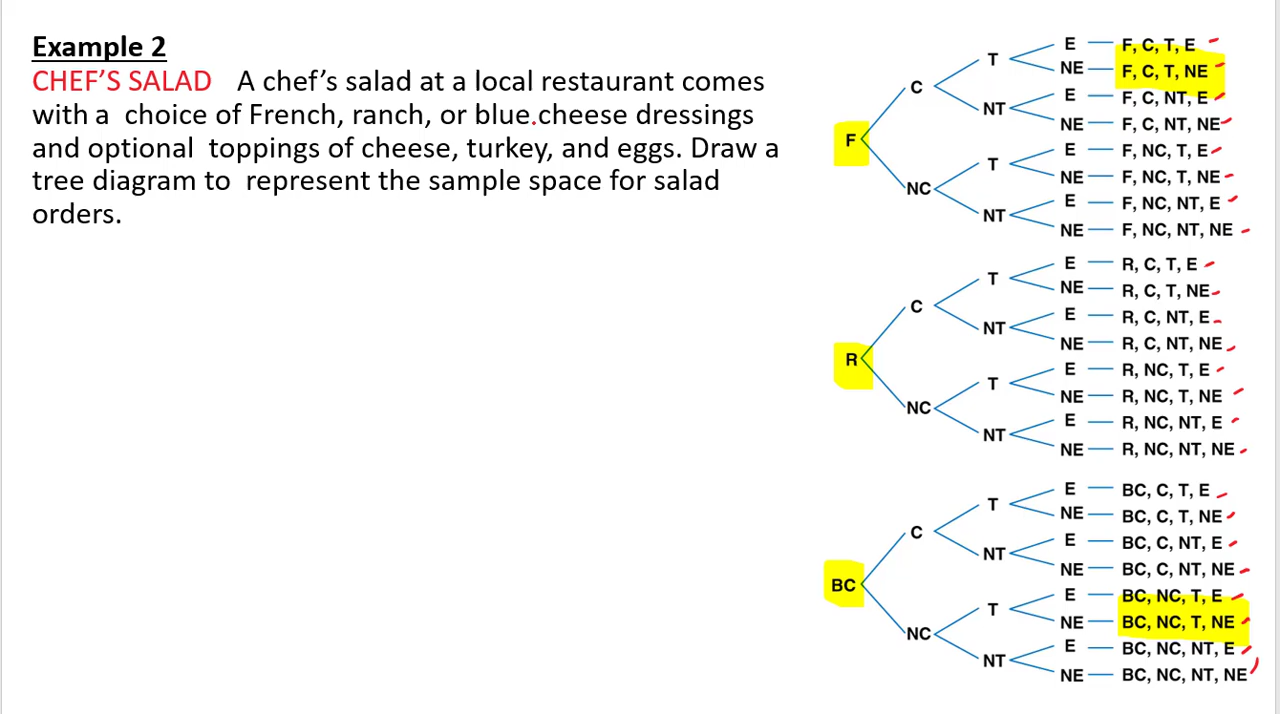 Example 2
CHEF'S SALAD A chef's salad at a local restaurant comes
with a choice of French, ranch, or blue.cheese dressings
and optional toppings of cheese, turkey, and eggs. Draw a
tree diagram to represent the sample space for salad
orders.
F
C
T
E F, C, T, E
NE F, C, T, NE
NT
E F, C, NT, E
NE F, C, NT, NE
NC
T
E F, NC, T, E
NE F, NC, T, NE
NT
E F, NC, NT, E
NE F, NC, NT, NE
R
C
T
E R, C, T, E
NE R, C, T, NE
NT
E R, C, NT, E
NE R, C, NT, NE
NC
T
E R, NC, T, E
NE R, NC, T, NE
NT
E R, NC, NT, E
NE R, NC, NT, NE
BC
C
T
E BC, C, T, E
NE BC, C, T, NE
NT
E BC, C, NT, E
NE BC, C, NT, NE
NC
T
E BC, NC, T, E
NE BC, NC, T, NE
NT
E BC, NC, NT, E
NE BC, NC, NT, NE